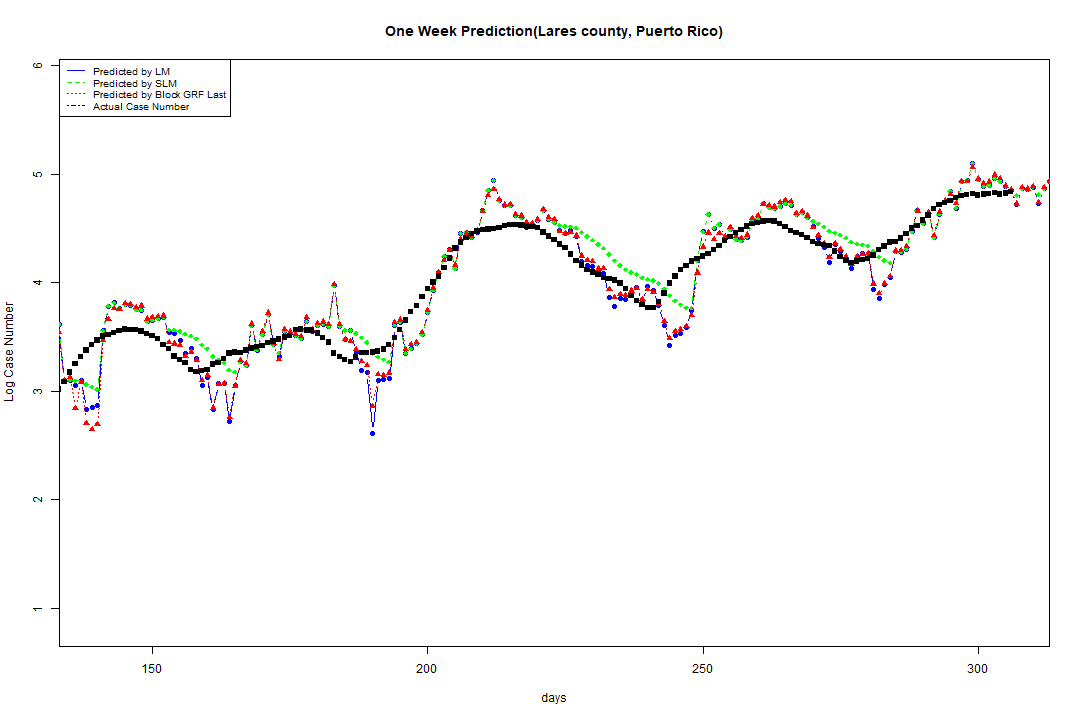 One Week Prediction(Lares county, Puerto Rico)
Predicted by LM
Predicted by SLM
Predicted by Block GRF Last
Actual Case Number
6
5
4
3
2
1
Log Case Number
150 200 250 300
days